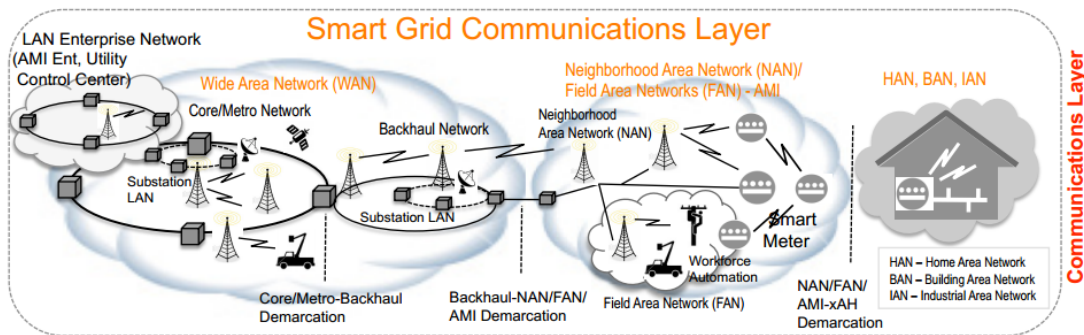 Smart Grid Communications Layer
LAN Enterprise Network
(AMI Ent, Utility
Control Center)
Wide Area Network (WAN)
Core/Metro Network
Substation
LAN
Backhaul Network
Substation LAN
Neighborhood Area Network (NAN)/
Field Area Networks (FAN) - AMI
Neighborhood
Area Network (NAN)
Smart
Meter
Workforce
Automation
Field Area Network (FAN)
HAN, BAN, IAN
HAN – Home Area Network
BAN – Building Area Network
IAN – Industrial Area Network
Core/Metro-Backhaul
Demarcation
Backhaul-NAN/FAN/
AMI Demarcation
NAN/FAN/
AMI-xAH
Demarcation
Communications Layer